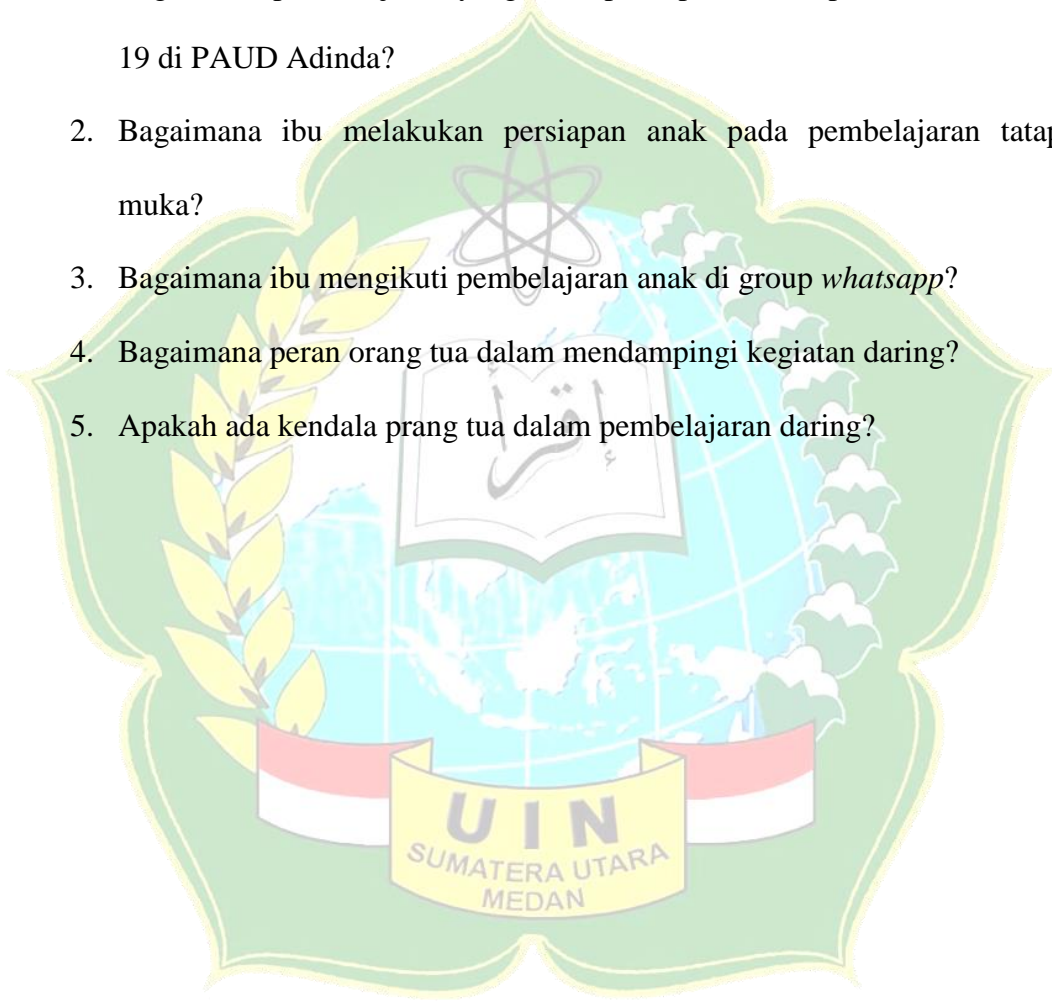 19 di PAUD Adinda?
2. Bagaimana ibu melakukan persiapan anak pada pembelajaran tatap
muka?
3. Bagaimana ibu mengikuti pembelajaran anak di group whatsapp?
4. Bagaimana peran orang tua dalam mendampingi kegiatan daring?
5. Apakah ada kendala prang tua dalam pembelajaran daring?
إقرأ
UIN
SUMATERA UTARA
MEDAN